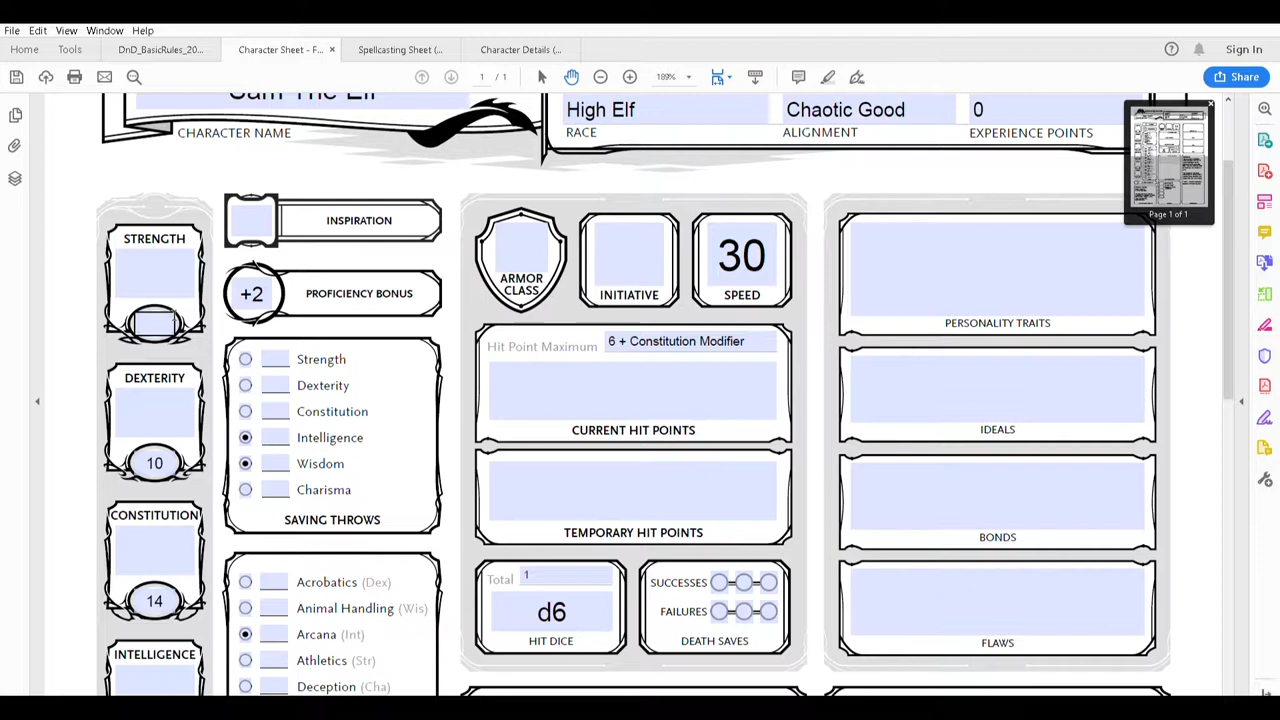 File Edit View Window Help
Home Tools DnD_BasicRules_20... Character Sheet - F... × Spellcasting Sheet (... Character Details (... Sign In
1 / 1 189% Share
Sam The Elf
High Elf Chaotic Good 0
CHARACTER NAME RACE ALIGNMENT EXPERIENCE POINTS
Page 1 of 1
STRENGTH
DEXTERITY
10
CONSTITUTION
14
INTELLIGENCE
INSPIRATION
+2 PROFICIENCY BONUS
Strength
Dexterity
Constitution
Intelligence
Wisdom
Charisma
SAVING THROWS
Acrobatics (Dex)
Animal Handling (Wis)
Arcana (Int)
Athletics (Str)
Deception (Cha)
ARMOR
CLASS
INITIATIVE
30
SPEED
Hit Point Maximum 6 + Constitution Modifier
CURRENT HIT POINTS
TEMPORARY HIT POINTS
Total 1
d6
HIT DICE
SUCCESSES
FAILURES
DEATH SAVES
PERSONALITY TRAITS
IDEALS
BONDS
FLAWS